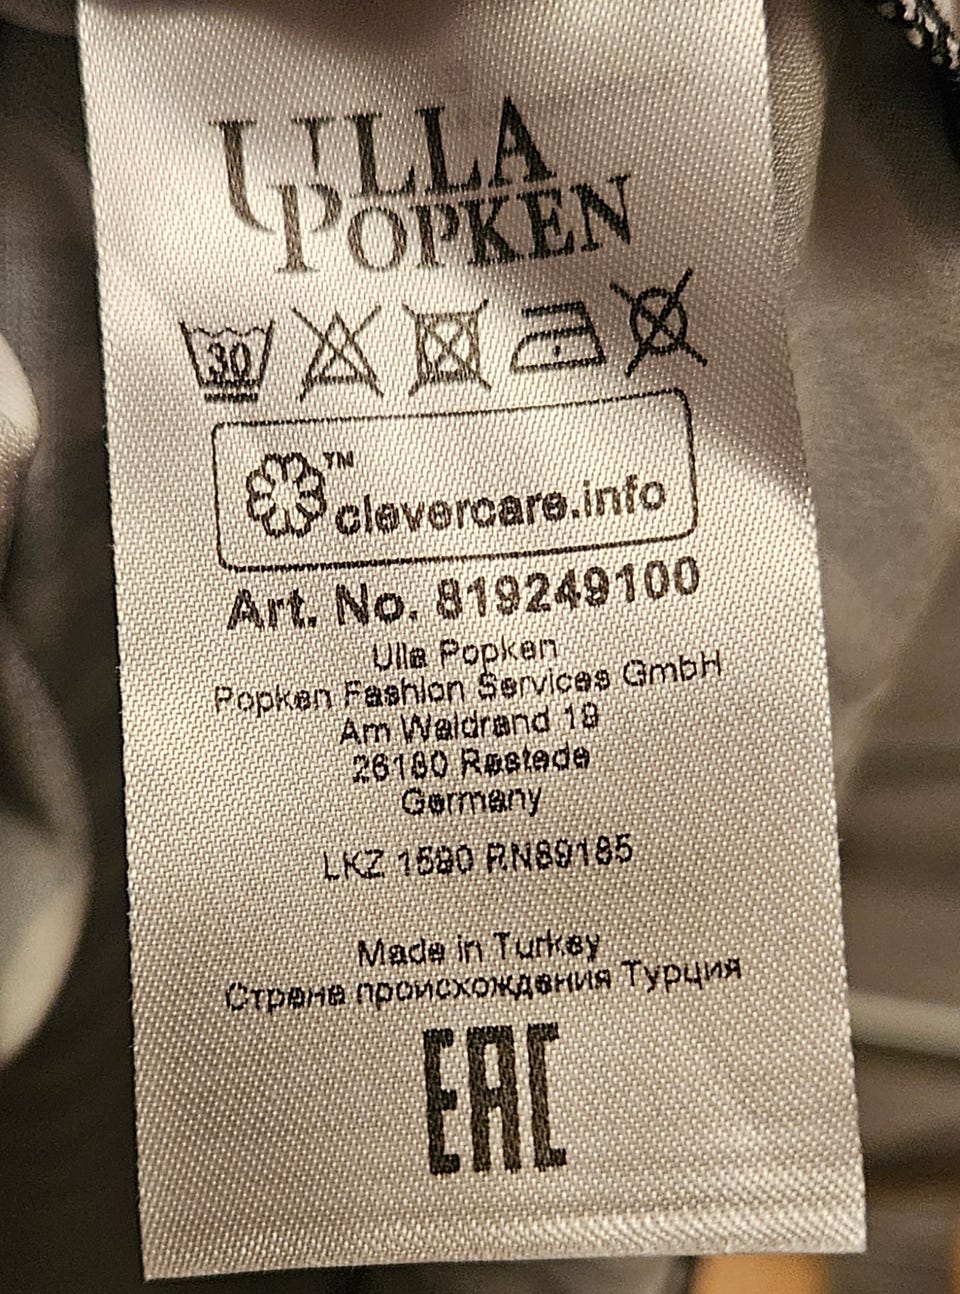 ULLA
POPKEN
30
TM
clevercare.info
Art. No. 819249100
Ulla Popken
Popken Fashion Services GmbH
Am Waldrand 19
26180 Rastede
Germany
LKZ 1590 RN89185
Made in Turkey
Страна происхождения Турция
EAC